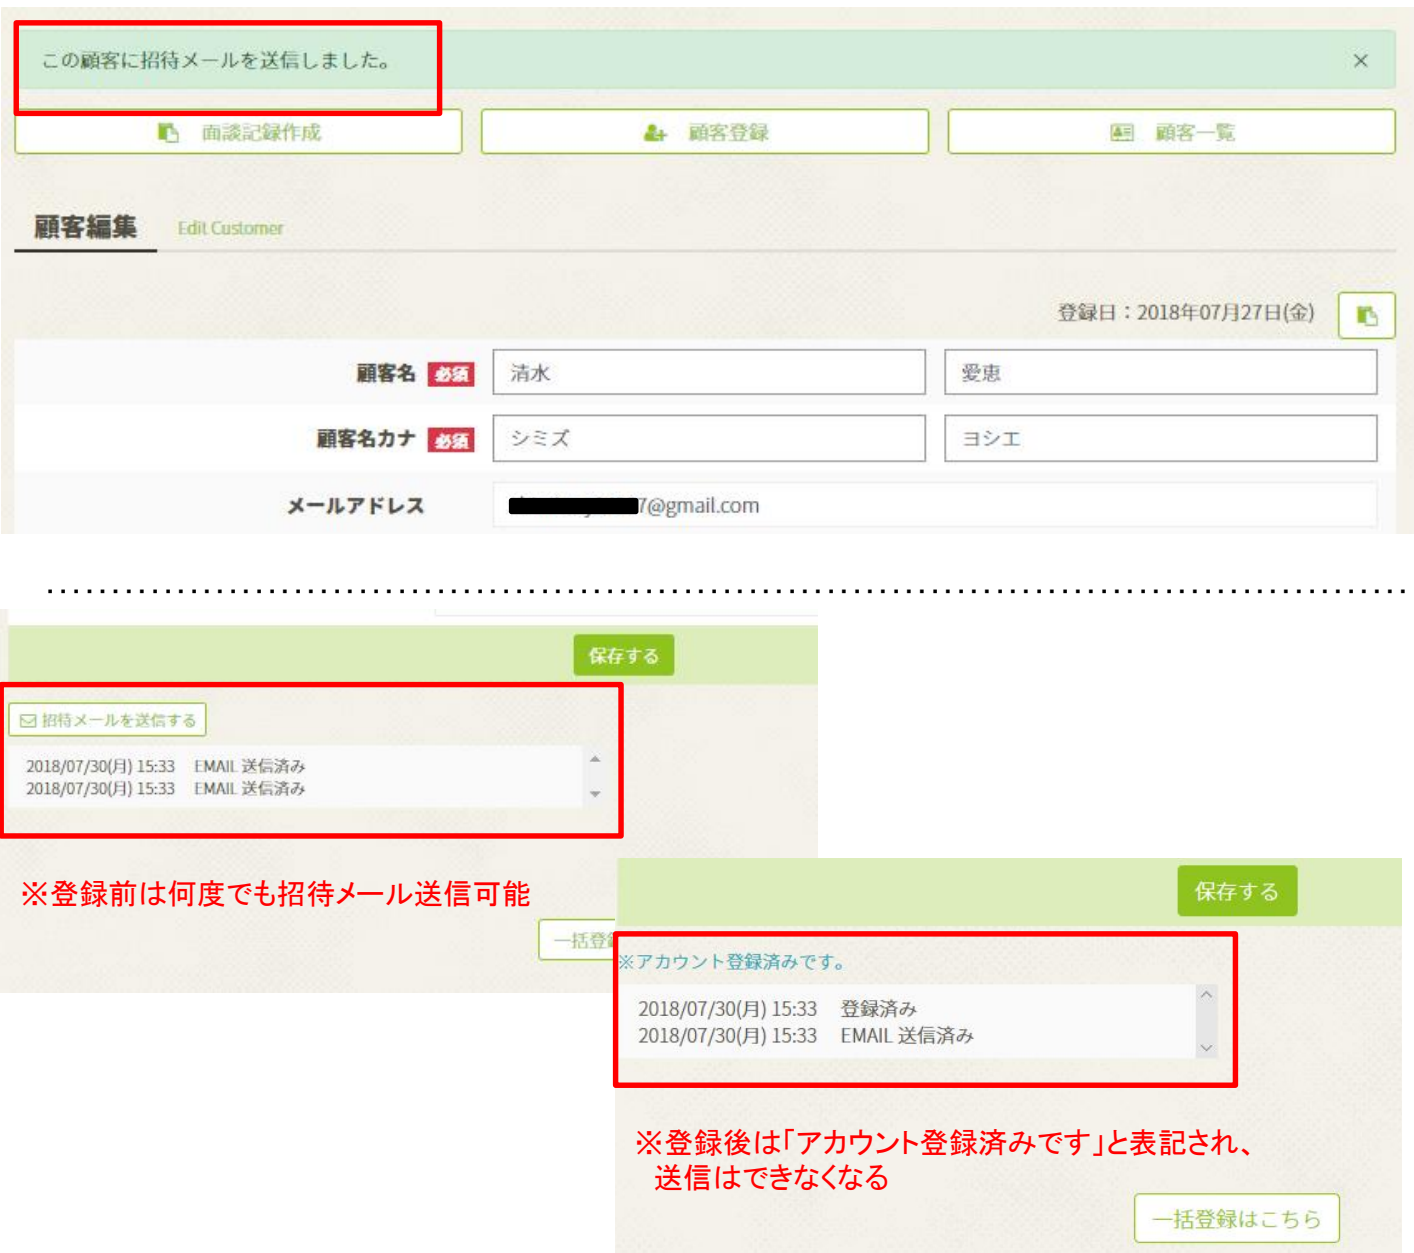 この顧客に招待メールを送信しました。 ×
面談記録作成 顧客登録 顧客一覧
顧客編集 Edit Customer
登録日：2018年07月27日(金)
顧客名 必須 清水 愛恵
顧客名カナ 必須 シミズ ヨシエ
メールアドレス 7@gmail.com
保存する
招待メールを送信する
2018/07/30(月) 15:33 EMAIL 送信済み
2018/07/30(月) 15:33 EMAIL 送信済み
※登録前は何度でも招待メール送信可能
一括登
保存する
※アカウント登録済みです。
2018/07/30(月) 15:33 登録済み
2018/07/30(月) 15:33 EMAIL 送信済み
※登録後は「アカウント登録済みです」と表記され、
送信はできなくなる
一括登録はこちら